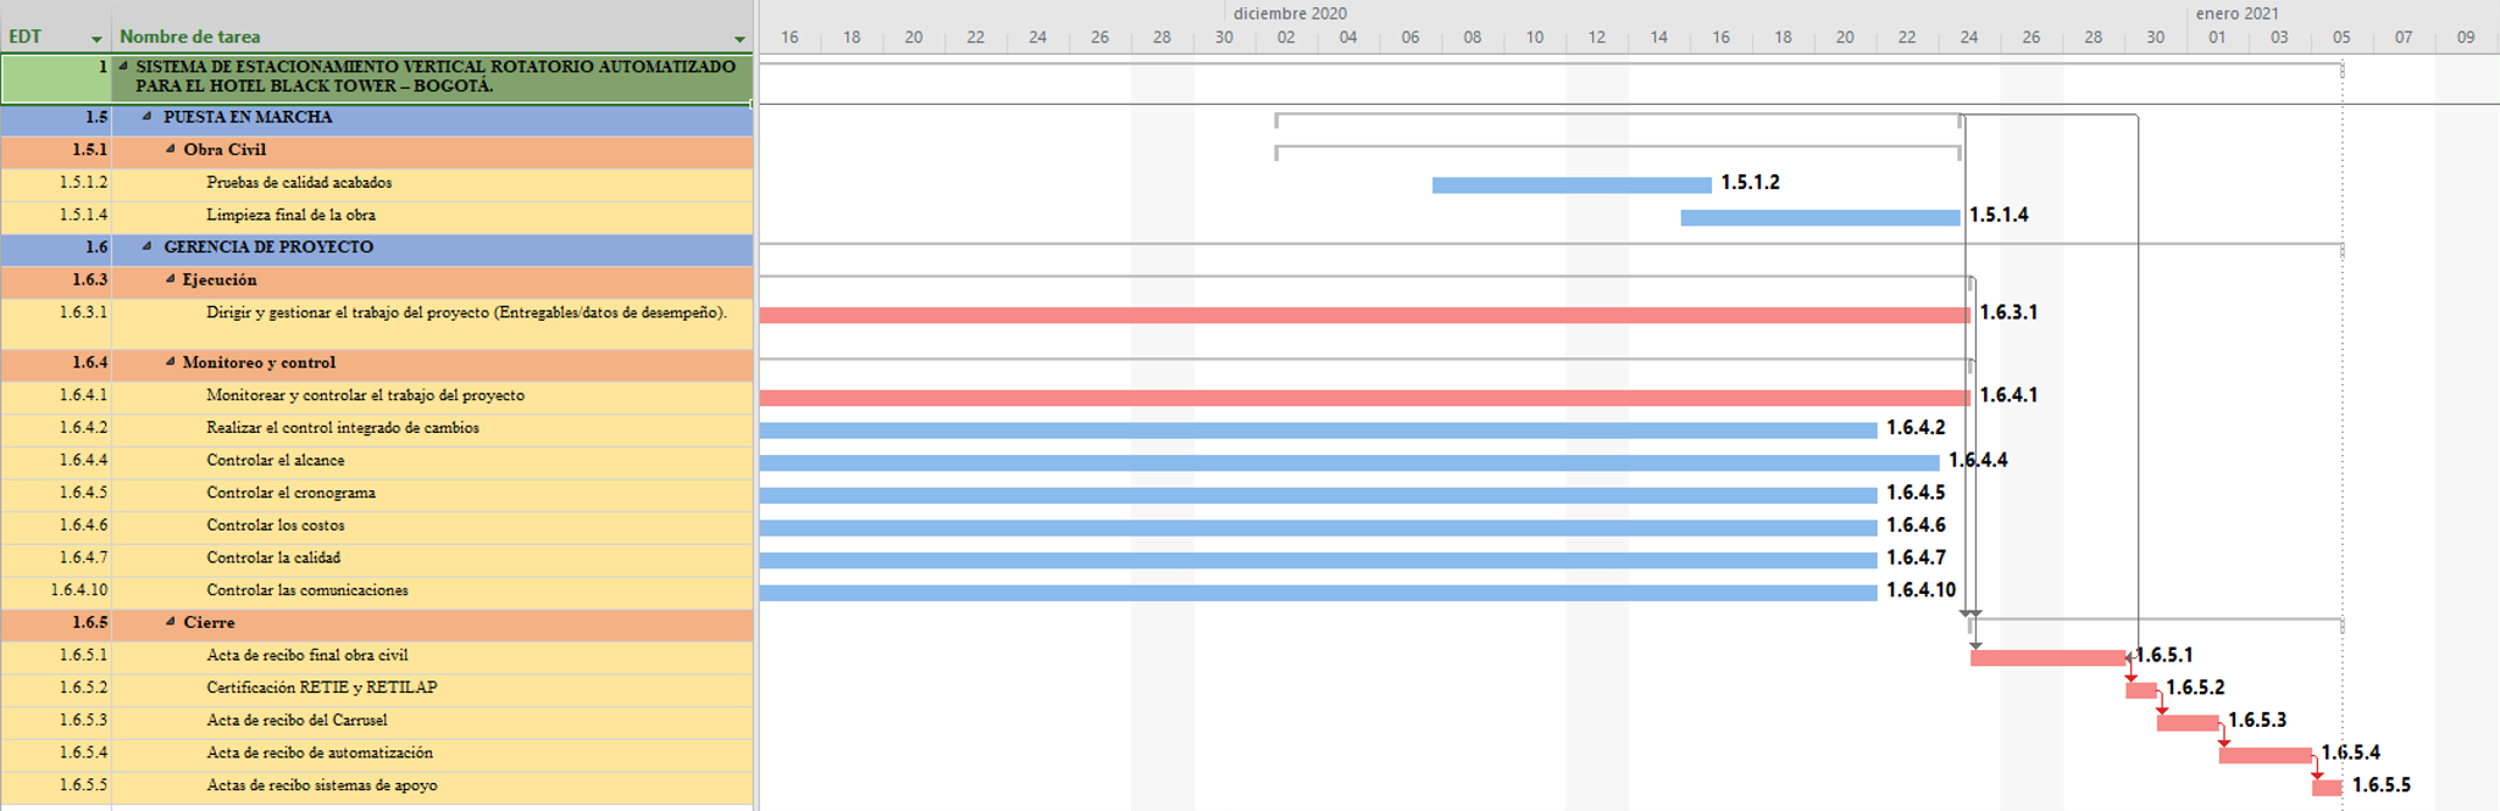 diciembre 2020 enero 2021
EDT Nombre de tarea 16 18 20 22 24 26 28 30 02 04 06 08 10 12 14 16 18 20 22 24 26 28 30 01 03 05 07 09
1 SISTEMA DE ESTACIONAMIENTO VERTICAL ROTATORIO AUTOMATIZADO
PARA EL HOTEL BLACK TOWER – BOGOTÁ.
1.5 PUESTA EN MARCHA
1.5.1 Obra Civil
1.5.1.2 Pruebas de calidad acabados 1.5.1.2
1.5.1.4 Limpieza final de la obra 1.5.1.4
1.6 GERENCIA DE PROYECTO
1.6.3 Ejecución
1.6.3.1 Dirigir y gestionar el trabajo del proyecto (Entregables/datos de desempeño). 1.6.3.1
1.6.4 Monitoreo y control
1.6.4.1 Monitorear y controlar el trabajo del proyecto 1.6.4.1
1.6.4.2 Realizar el control integrado de cambios 1.6.4.2
1.6.4.4 Controlar el alcance 1.6.4.4
1.6.4.5 Controlar el cronograma 1.6.4.5
1.6.4.6 Controlar los costos 1.6.4.6
1.6.4.7 Controlar la calidad 1.6.4.7
1.6.4.10 Controlar las comunicaciones 1.6.4.10
1.6.5 Cierre
1.6.5.1 Acta de recibo final obra civil 1.6.5.1
1.6.5.2 Certificación RETIE y RETILAP 1.6.5.2
1.6.5.3 Acta de recibo del Carrusel 1.6.5.3
1.6.5.4 Acta de recibo de automatización 1.6.5.4
1.6.5.5 Actas de recibo sistemas de apoyo 1.6.5.5